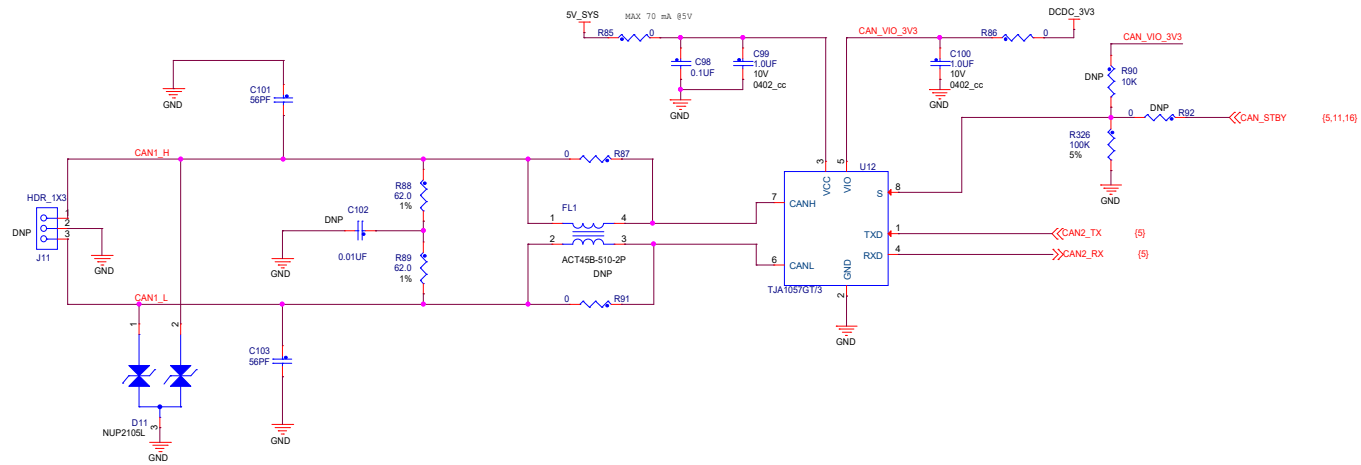 5V_SYS
MAX 70 mA @5V
R85
0
C98
0.1UF
C99
1.0UF
10V
0402_cc
GND
CAN_VIO_3V3
C100
1.0UF
10V
0402_cc
GND
R86
0
DCDC_3V3
CAN_VIO_3V3
DNP
R90
10K
0
DNP
R92
CAN_STBY
{5,11,16}
R326
100K
5%
GND
GND
C101
56PF
CAN1_H
HDR_1X3
1
2
3
DNP
J11
GND
R88
62.0
1%
C102
DNP
0.01UF
GND
R89
62.0
1%
0
R87
FL1
1
4
2
3
ACT45B-510-2P
DNP
0
R91
U12
3
5
VCC
VIO
7
CANH
S
8
TXD
1
CAN2_TX
{5}
RXD
4
CAN2_RX
{5}
6
CANL
GND
TJA1057GT/3
2
GND
CAN1_L
1
2
D11
NUP2105L
3
GND
C103
56PF
GND